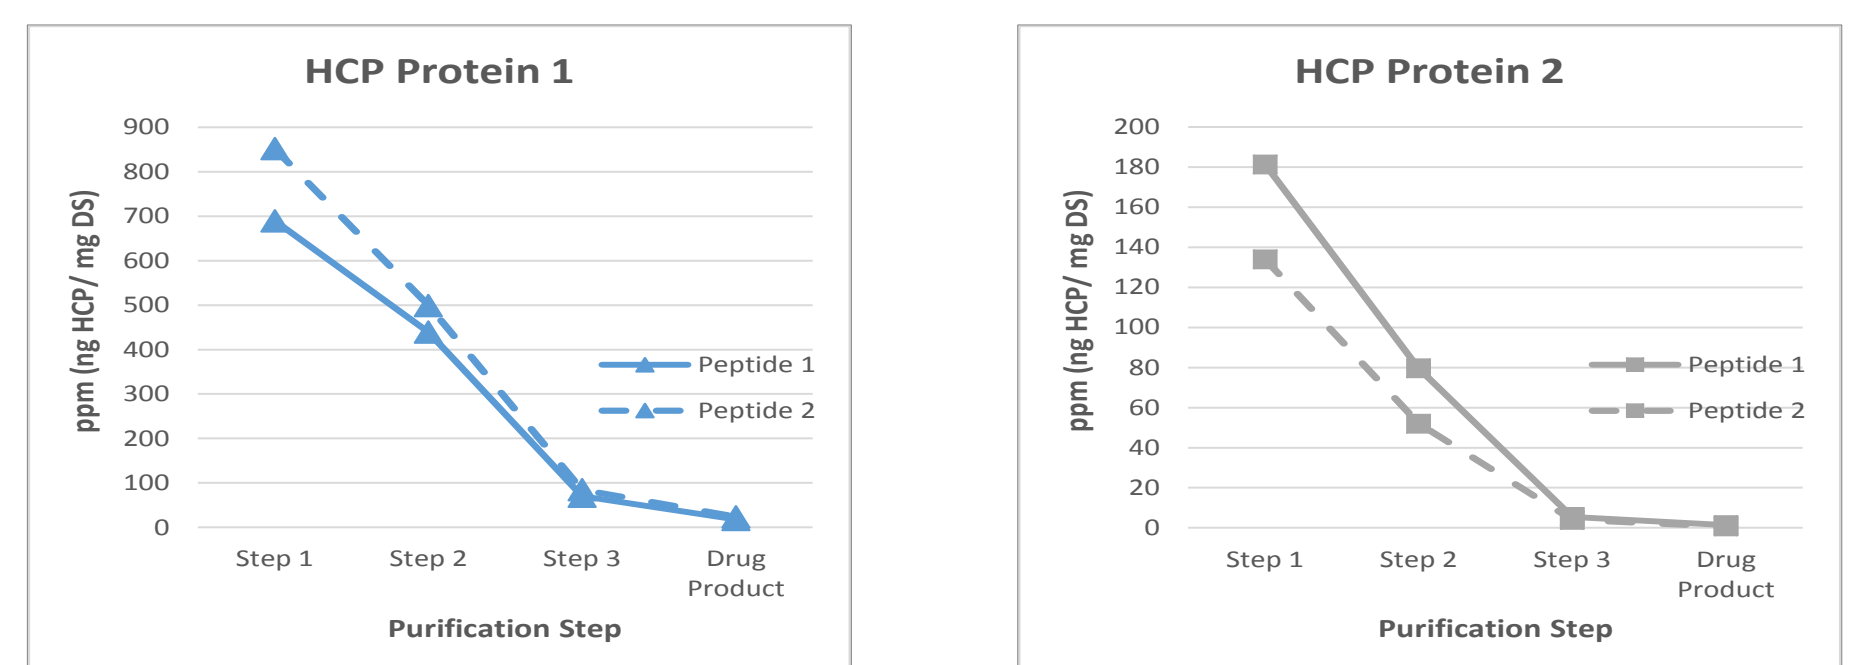 HCP Protein 1
900
800
700
600
500
400
300
200
100
0
ppm (ng HCP/ mg DS)
Peptide 1
Peptide 2
Step 1 Step 2 Step 3 Drug
Product
Purification Step
HCP Protein 2
200
180
160
140
120
100
80
60
40
20
0
ppm (ng HCP/ mg DS)
Peptide 1
Peptide 2
Step 1 Step 2 Step 3 Drug
Product
Purification Step